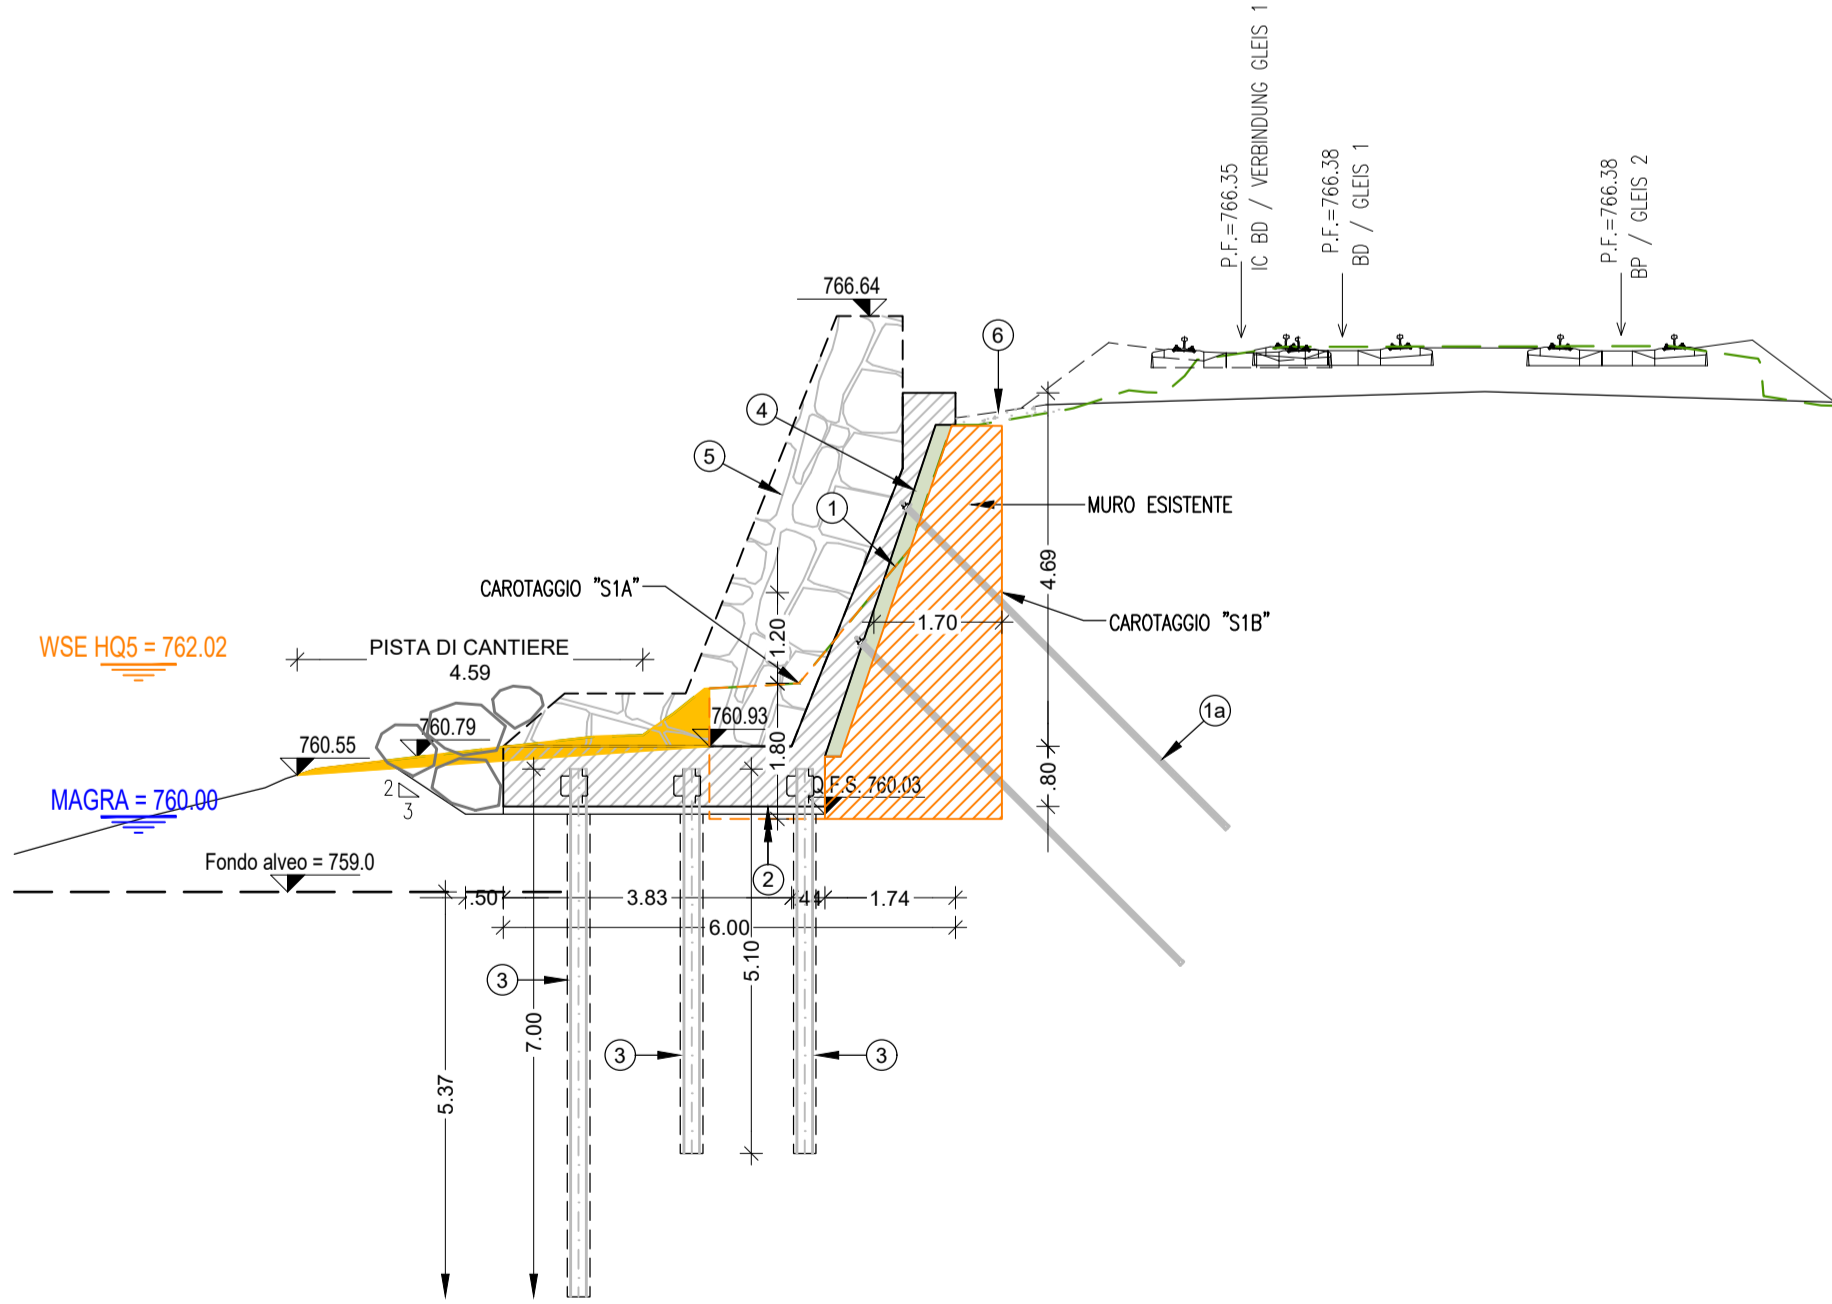 P.F.=766.35
IC BD / VERBINDUNG GLEIS 1
P.F.=766.38
BD / GLEIS 1
P.F.=766.38
BP / GLEIS 2
766.64
6
4
5
1
MURO ESISTENTE
4.69
CAROTAGGIO "S1A"
1.70
CAROTAGGIO "S1B"
1.20
WSE HQ5 = 762.02
PISTA DI CANTIERE
4.59
1a
760.93
760.79
760.55
1.80
.80
Q.F.S. 760.03
2
3
MAGRA = 760.00
Fondo alveo = 759.0
2
.50
3.83
44
1.74
6.00
5.10
3
7.00
3
3
5.37